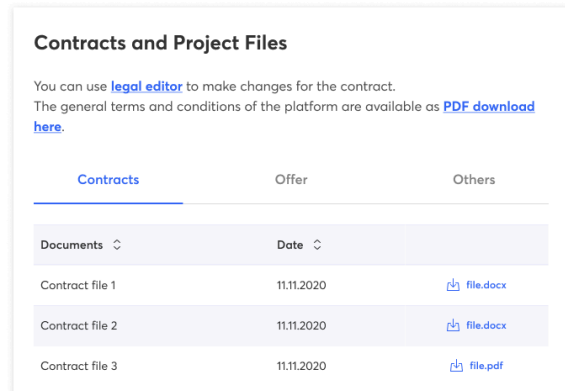 Contracts and Project Files
You can use legal editor to make changes for the contract.
The general terms and conditions of the platform are available as PDF download
here.
Contracts Offer Others
Documents Date
Contract file 1 11.11.2020 file.docx
Contract file 2 11.11.2020 file.docx
Contract file 3 11.11.2020 file.pdf